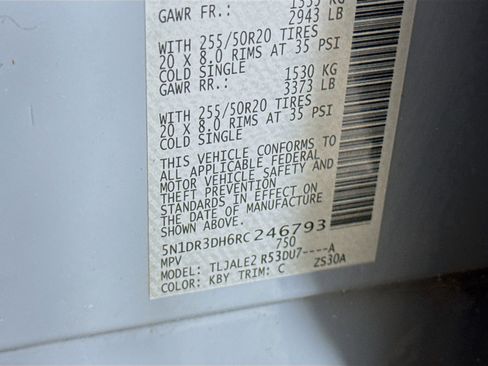 GAWR FR.: 1335 KG
2943 LB
WITH 255/50R20 TIRES
20 X 8.0 RIMS AT 35 PSI
COLD SINGLE
GAWR RR.: 1530 KG
3373 LB
WITH 255/50R20 TIRES
20 X 8.0 RIMS AT 35 PSI
COLD SINGLE
THIS VEHICLE CONFORMS TO
ALL APPLICABLE FEDERAL
MOTOR VEHICLE SAFETY AND
THEFT PREVENTION
STANDARDS IN EFFECT ON
THE DATE OF MANUFACTURE
SHOWN ABOVE.
5N1DR3DH6RC246793
MPV 750
MODEL: TLJALE2 R53DU7----A
COLOR: KBY TRIM: C ZS30A